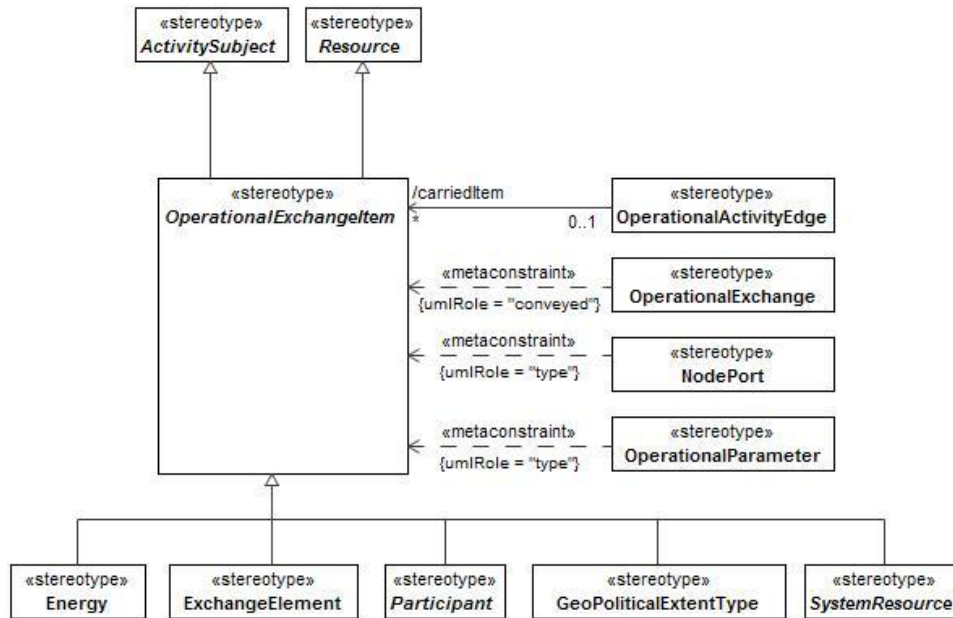 «stereotype» «stereotype»
ActivitySubject Resource
«stereotype»
OperationalExchangeItem
/carriedItem
*
0..1
«stereotype»
OperationalActivityEdge
«metaconstraint»
{umlRole = "conveyed"}
«stereotype»
OperationalExchange
«metaconstraint»
{umlRole = "type"}
«stereotype»
NodePort
«metaconstraint»
{umlRole = "type"}
«stereotype»
OperationalParameter
«stereotype»
Energy
«stereotype»
ExchangeElement
«stereotype»
Participant
«stereotype»
GeoPoliticalExtentType
«stereotype»
SystemResource